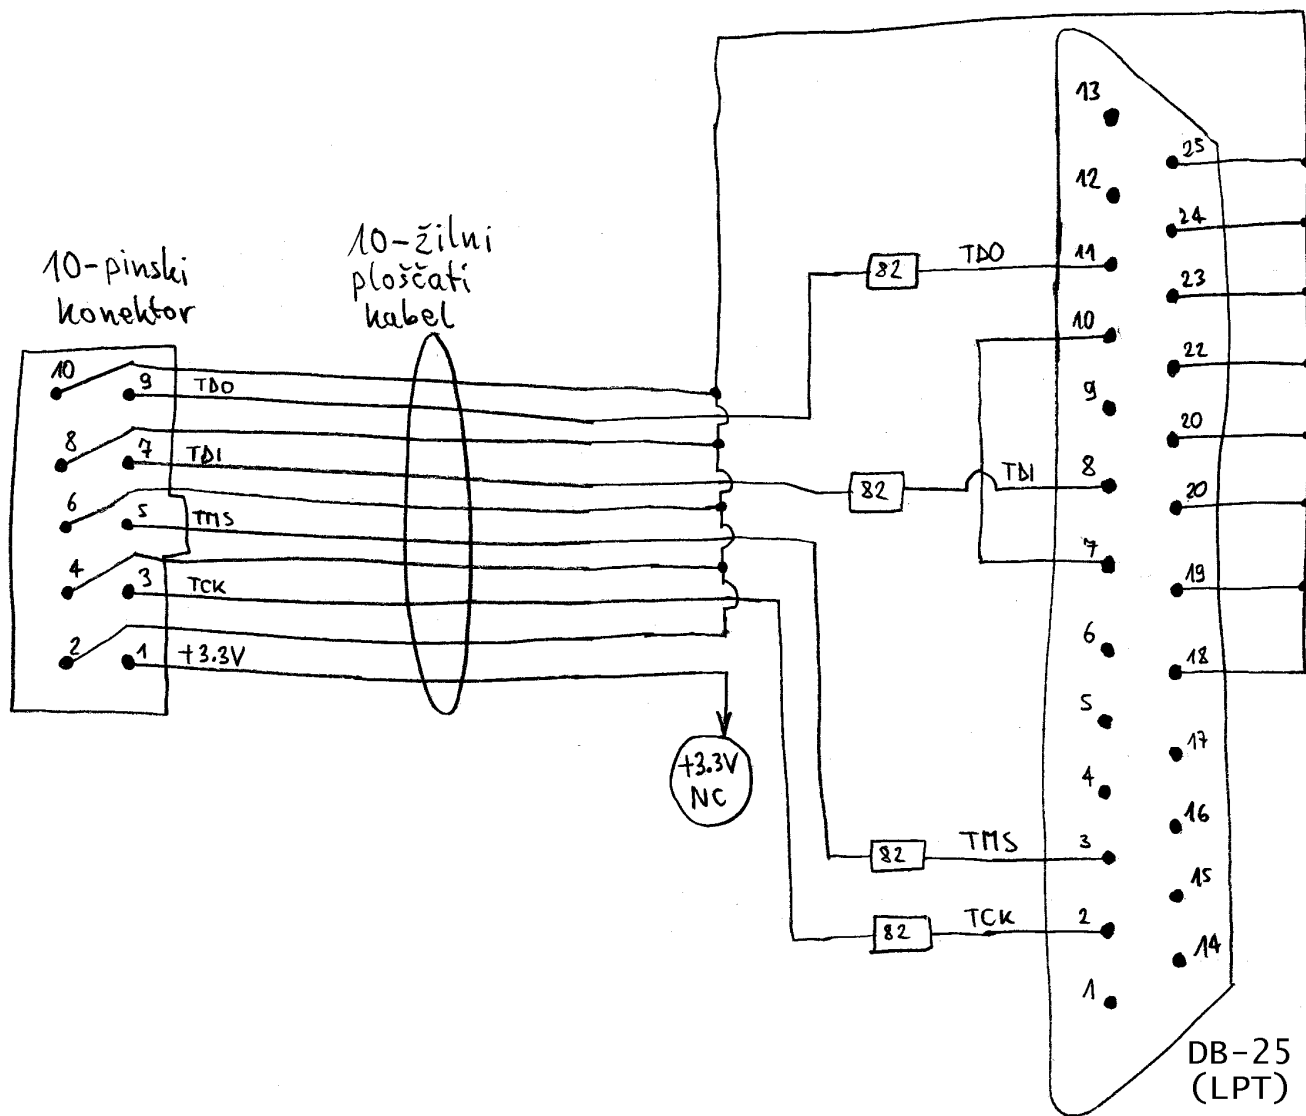 10-pinski
konektor
10-žilni
ploščati
kabel
10
9 TDO
8
7 TDI
6
5 TMS
4
3 TCK
2
1 +3.3V
+3.3V
NC
82 TDO
82 TDI
82 TMS
82 TCK
13
12
11
10
9
8
7
6
5
4
3
2
1
25
24
23
22
20
20
19
18
17
16
15
14
DB-25
(LPT)